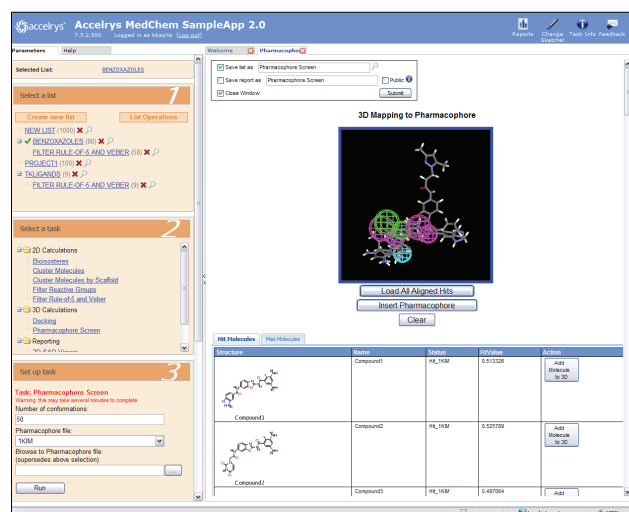 accelrys® Accelrys MedChem SampleApp 2.0
7.5.2.500 Logged in as kkaplia [Log out]
Reports Change Sketcher Task Info Feedback
Parameters Help
Selected List: BENZOXAZOLES
Select a list 1
Create new list List Operations
NEW LIST (1000)
BENZOXAZOLES (80)
FILTER RULE-OF-5 AND VEBER (58)
PROJECT1 (100)
TKLIGANDS (9)
FILTER RULE-OF-5 AND VEBER (9)
Select a task 2
2D Calculations
Bioisosteres
Cluster Molecules
Cluster Molecules by Scaffold
Filter Reactive Groups
Filter Rule-of-5 and Veber
3D Calculations
Docking
Pharmacophore Screen
Reporting
2D SAR Viewer
Set up task 3
Task: Pharmacophore Screen
Warning: this may take several minutes to complete
Number of conformations:
50
Pharmacophore file:
1KIM
Browse to Pharmacophore file:
(supersedes above selection)
...
Run
Welcome Pharmacophor
Save list as Pharmacophore Screen
Save report as Pharmacophore Screen Public
Close Window Submit
3D Mapping to Pharmacophore
Load All Aligned Hits
Insert Pharmacophore
Clear
Hit Molecules Miss Molecules
Structure Name Status FitValue Action
Compound1 Hit_1KIM 0.513326 Add Molecule to 3D
Compound1
Compound2 Hit_1KIM 0.525789 Add Molecule to 3D
Compound2
Compound3 Hit_1KIM 0.497064 Add